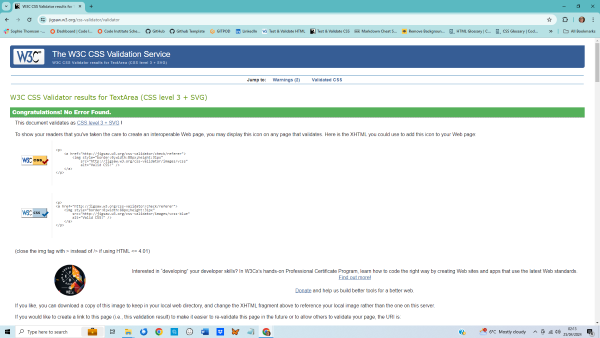 W3C CSS Validator results for
jigsaw.w3.org/css-validator/validator
Dashboard | Code I...
Code Institute Sche...
GitHub
Github Template
GITPOD
LinkedIn
Test & Validate HTML
Test & Validate CSS
Markdown Cheat S...
Remove Backgroun...
HTML Glossary | C...
CSS Glossary | Cod...
All Bookmarks
W3C
The W3C CSS Validation Service
W3C CSS Validator results for TextArea (CSS level 3 + SVG)
Jump to: Warnings (2) Validated CSS
W3C CSS Validator results for TextArea (CSS level 3 + SVG)
Congratulations! No Error Found.
This document validates as CSS level 3 + SVG !
To show your readers that you've taken the care to create an interoperable Web page, you may display this icon on any page that validates. Here is the XHTML you could use to add this icon to your Web page:
W3C css
<p>
<a href="http://jigsaw.w3.org/css-validator/check/referer">
<img style="border:0;width:88px;height:31px"
src="http://jigsaw.w3.org/css-validator/images/vcss"
alt="Valid CSS!" />
</a>
</p>
W3C css
<p>
<a href="http://jigsaw.w3.org/css-validator/check/referer">
<img style="border:0;width:88px;height:31px"
src="http://jigsaw.w3.org/css-validator/images/vcss-blue"
alt="Valid CSS!" />
</a>
</p>
(close the img tag with > instead of /> if using HTML <= 4.01)
Interested in "developing" your developer skills? In W3Cx's hands-on Professional Certificate Program, learn how to code the right way by creating Web sites and apps that use the latest Web standards.
Find out more!
Donate and help us build better tools for a better web.
If you like, you can download a copy of this image to keep in your local web directory, and change the XHTML fragment above to reference your local image rather than the one on this server.
If you would like to create a link to this page (i.e., this validation result) to make it easier to re-validate this page in the future or to allow others to validate your page, the URI is:
Type here to search
6°C Mostly cloudy